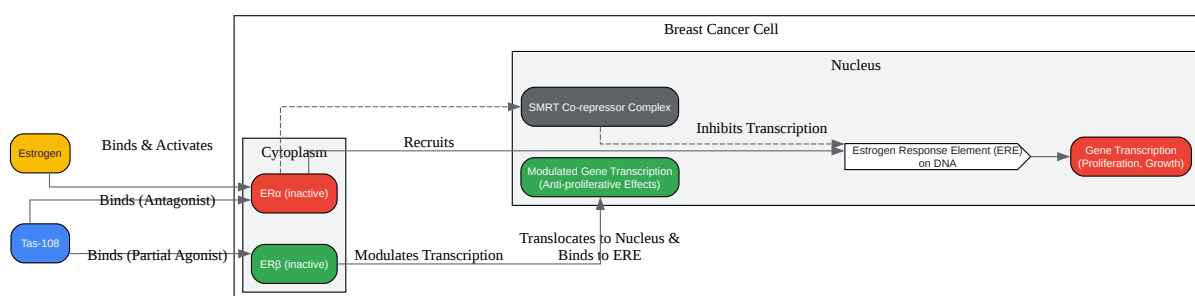 Breast Cancer Cell
Nucleus
SMRT Co-repressor Complex
Inhibits Transcription
Binds & Activates
Recruits
Estrogen
Cytoplasm
Estrogen Response Element (ERE)
on DNA
Gene Transcription
(Proliferation, Growth)
Modulated Gene Transcription
(Anti-proliferative Effects)
ERα (inactive)
Binds (Antagonist)
Tas-108
Binds (Partial Agonist)
ERβ (inactive)
Modulates Transcription
Translocates to Nucleus &
Binds to ERE